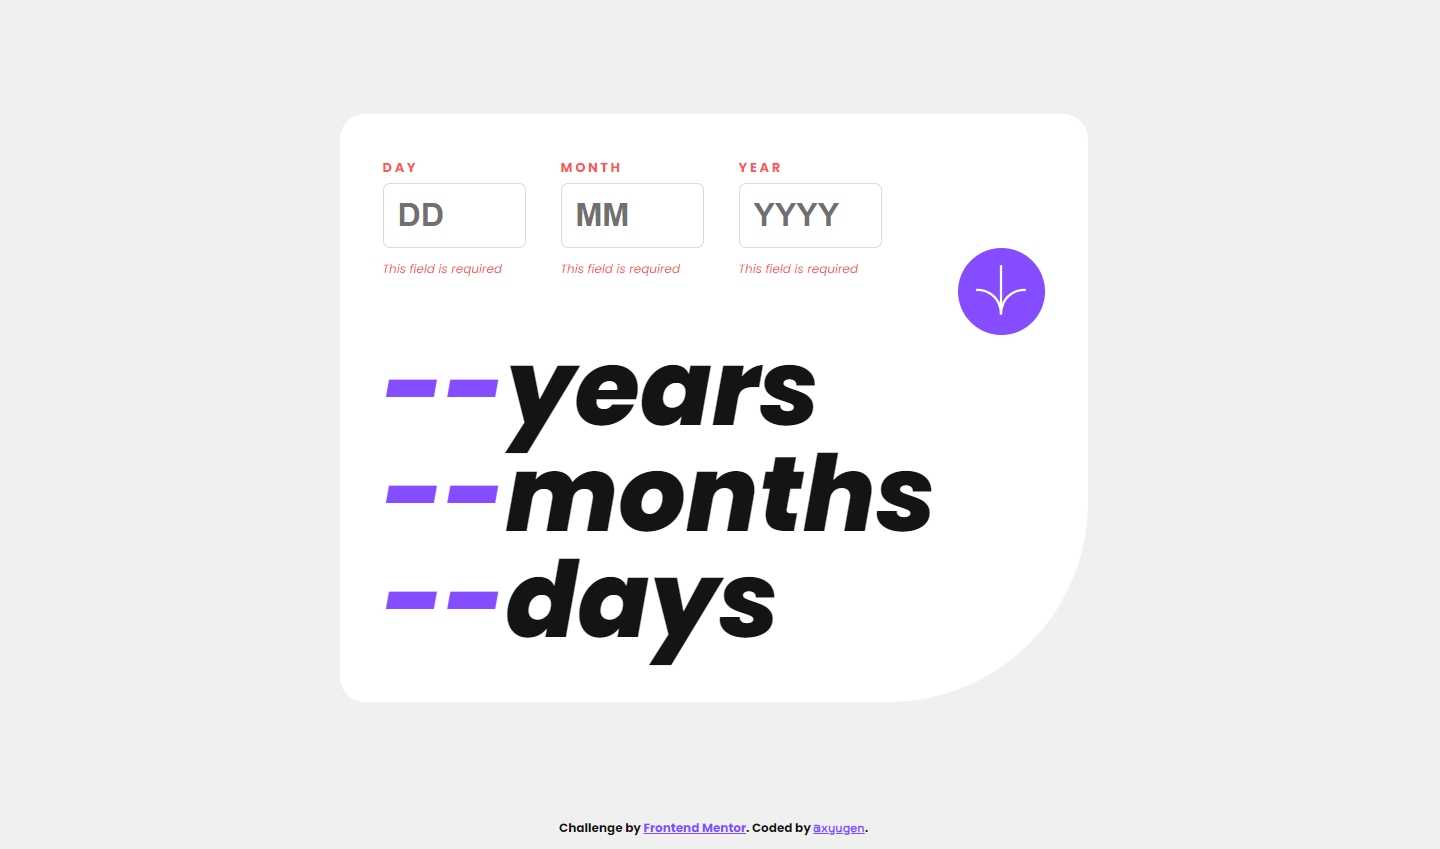 DAY MONTH YEAR
DD MM YYYY
This field is required This field is required This field is required
--years
--months
--days
Challenge by Frontend Mentor. Coded by @xyugen.